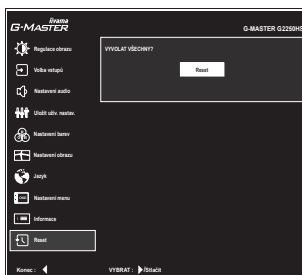 iiyama
G-MASTER
G-MASTER G2250HS
Regulace obrazu
Volba vstupů
Nastavení audio
Uložit uživ. nastav.
Nastavení barev
Nastavení obrazu
Jazyk
OSD
Nastavení menu
Informace
Reset
VYVOLAT VŠECHNY?
Reset
Konec :
VYBRAT : /Stlačit